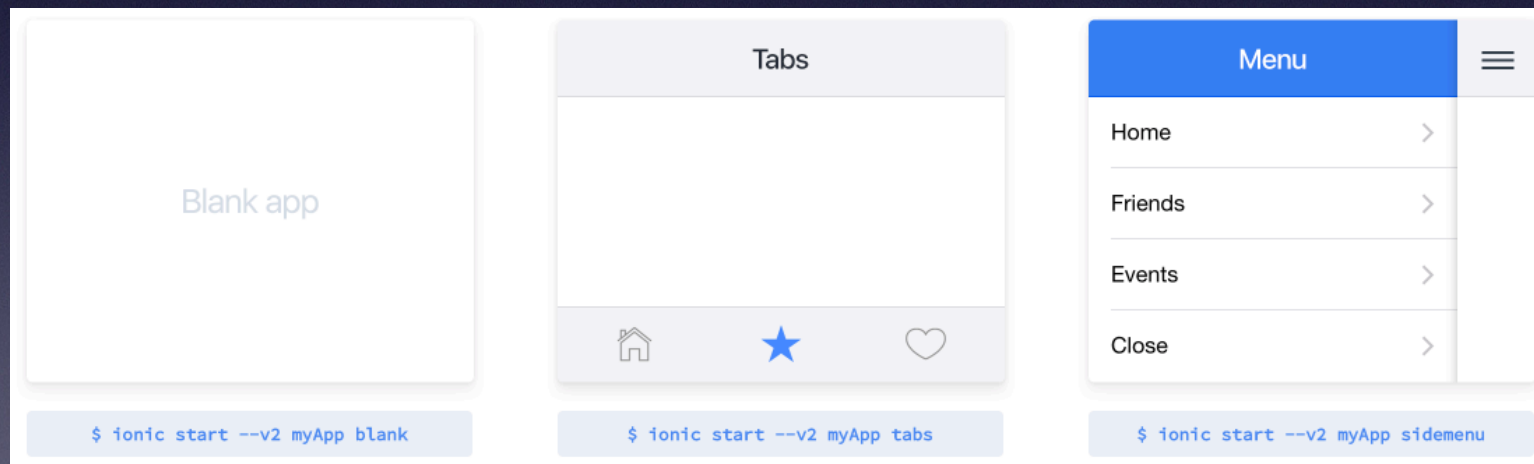 Blank app
$ ionic start --v2 myApp blank
Tabs
$ ionic start --v2 myApp tabs
Menu
Home
Friends
Events
Close
$ ionic start --v2 myApp sidemenu